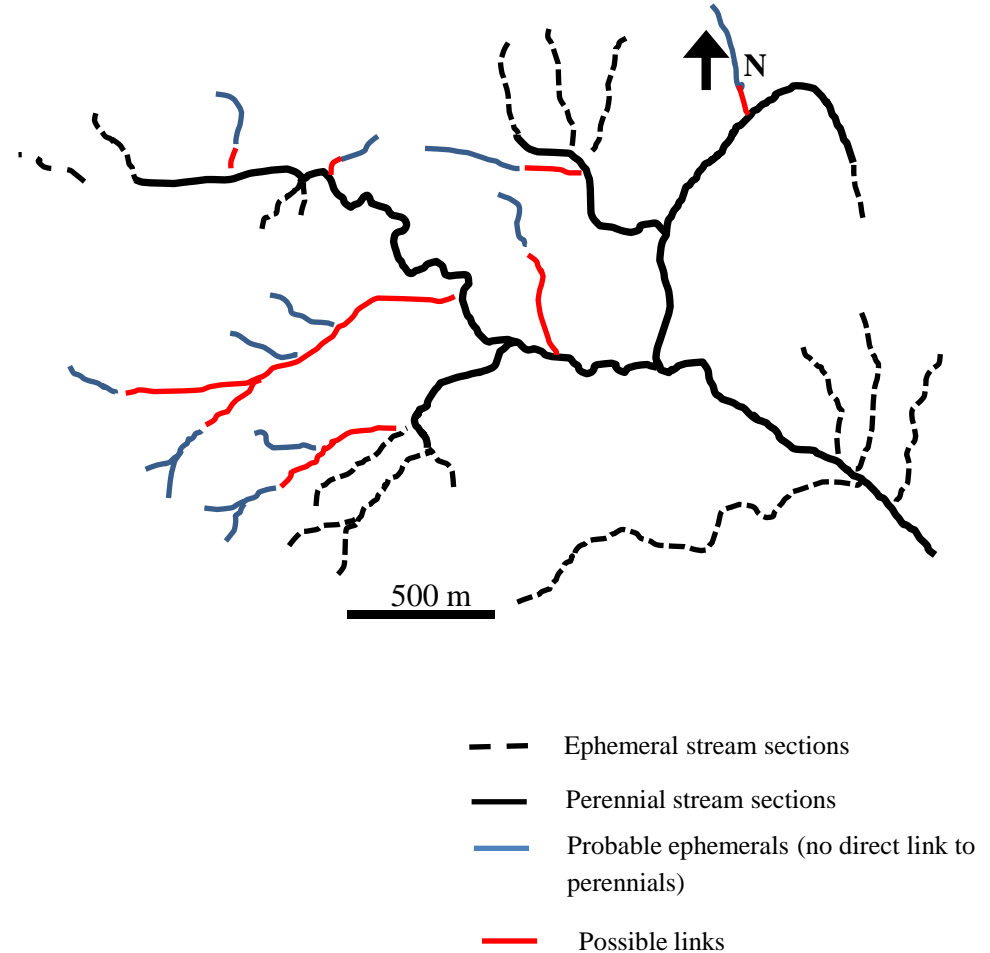 N
500 m
Ephemeral stream sections
Perennial stream sections
Probable ephemerals (no direct link to
perennials)
Possible links